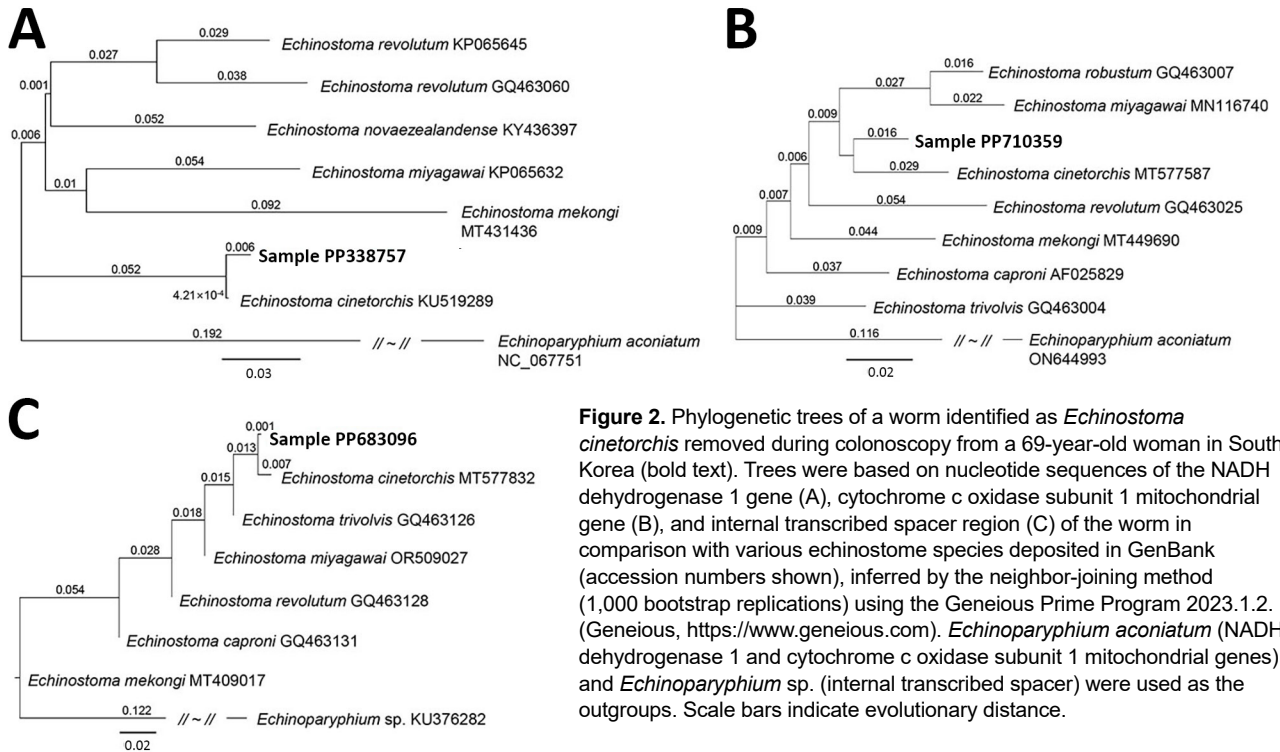 A
0.029
Echinostoma revolutum KP065645
0.027
0.038
Echinostoma revolutum GQ463060
0.001
0.052
Echinostoma novaezealandense KY436397
0.006
0.054
Echinostoma miyagawai KP065632
0.01
0.092
Echinostoma mekongi
MT431436
0.006
Sample PP338757
0.052
4.21×10⁻⁴
Echinostoma cinetorchis KU519289
0.192
// ~ //
Echinoparyphium aconiatum
NC_067751
0.03
B
0.016
Echinostoma robustum GQ463007
0.027
0.022
Echinostoma miyagawai MN116740
0.009
0.016
Sample PP710359
0.029
Echinostoma cinetorchis MT577587
0.006
0.054
Echinostoma revolutum GQ463025
0.007
0.044
Echinostoma mekongi MT449690
0.009
0.037
Echinostoma caproni AF025829
0.039
Echinostoma trivolvis GQ463004
0.116
// ~ //
Echinoparyphium aconiatum
ON644993
0.02
C
0.001
Sample PP683096
0.013
0.007
Echinostoma cinetorchis MT577832
0.015
Echinostoma trivolvis GQ463126
0.018
Echinostoma miyagawai OR509027
0.028
Echinostoma revolutum GQ463128
0.054
Echinostoma caproni GQ463131
Echinostoma mekongi MT409017
0.122
// ~ //
Echinoparyphium sp. KU376282
0.02
Figure 2. Phylogenetic trees of a worm identified as Echinostoma
cinetorchis removed during colonoscopy from a 69-year-old woman in South
Korea (bold text). Trees were based on nucleotide sequences of the NADH
dehydrogenase 1 gene (A), cytochrome c oxidase subunit 1 mitochondrial
gene (B), and internal transcribed spacer region (C) of the worm in
comparison with various echinostome species deposited in GenBank
(accession numbers shown), inferred by the neighbor-joining method
(1,000 bootstrap replications) using the Geneious Prime Program 2023.1.2.
(Geneious, https://www.geneious.com). Echinoparyphium aconiatum (NADH
dehydrogenase 1 and cytochrome c oxidase subunit 1 mitochondrial genes)
and Echinoparyphium sp. (internal transcribed spacer) were used as the
outgroups. Scale bars indicate evolutionary distance.